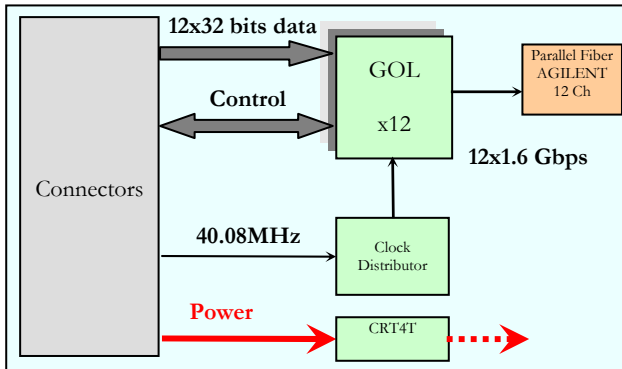 12x32 bits data
GOL
x12
Parallel Fiber
AGILENT
12 Ch
Control
12x1.6 Gbps
Connectors
40.08MHz
Clock
Distributor
Power
CRT4T